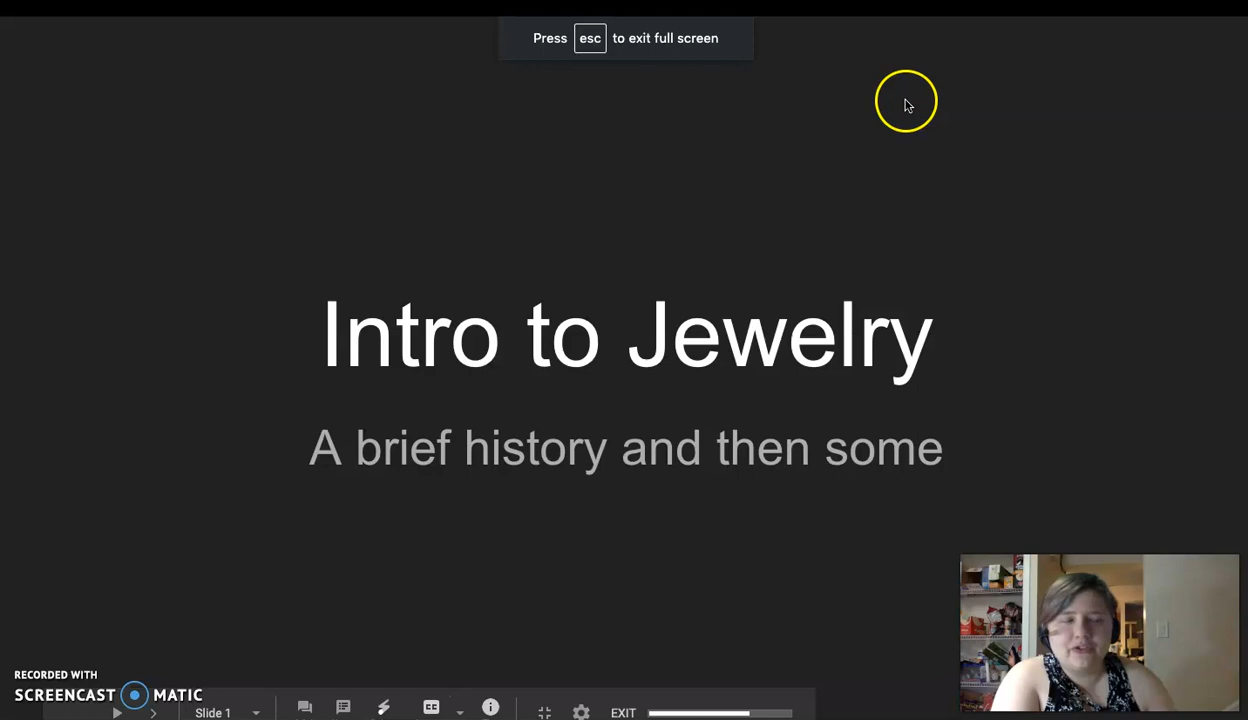 Press esc to exit full screen
Intro to Jewelry
A brief history and then some
RECORDED WITH
SCREENCAST MATIC
Slide 1
CC
EXIT